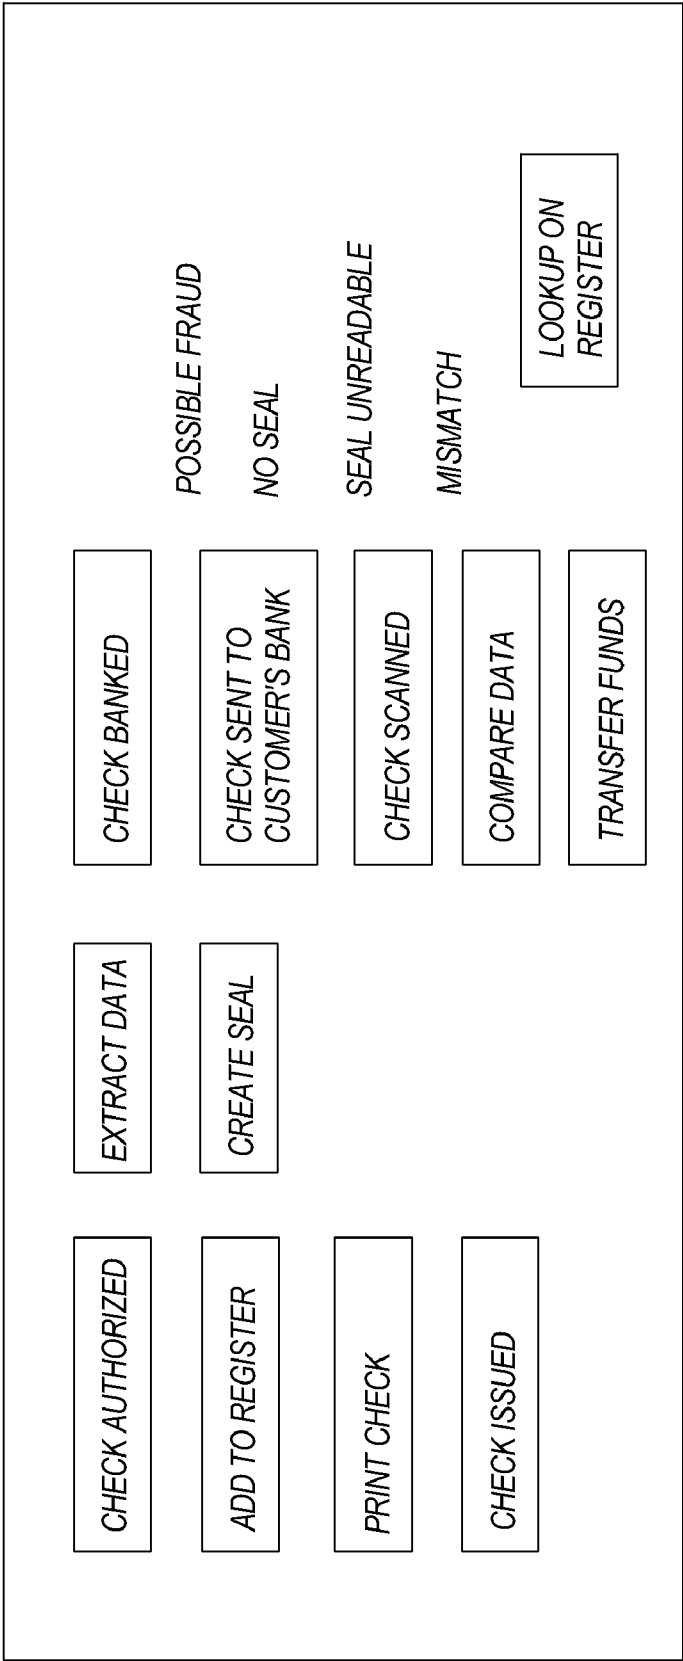 CHECK AUTHORIZED
ADD TO REGISTER
PRINT CHECK
CHECK ISSUED
EXTRACT DATA
CREATE SEAL
CHECK BANKED
CHECK SENT TO
CUSTOMER'S BANK
CHECK SCANNED
COMPARE DATA
TRANSFER FUNDS
POSSIBLE FRAUD
NO SEAL
SEAL UNREADABLE
MISMATCH
LOOKUP ON
REGISTER